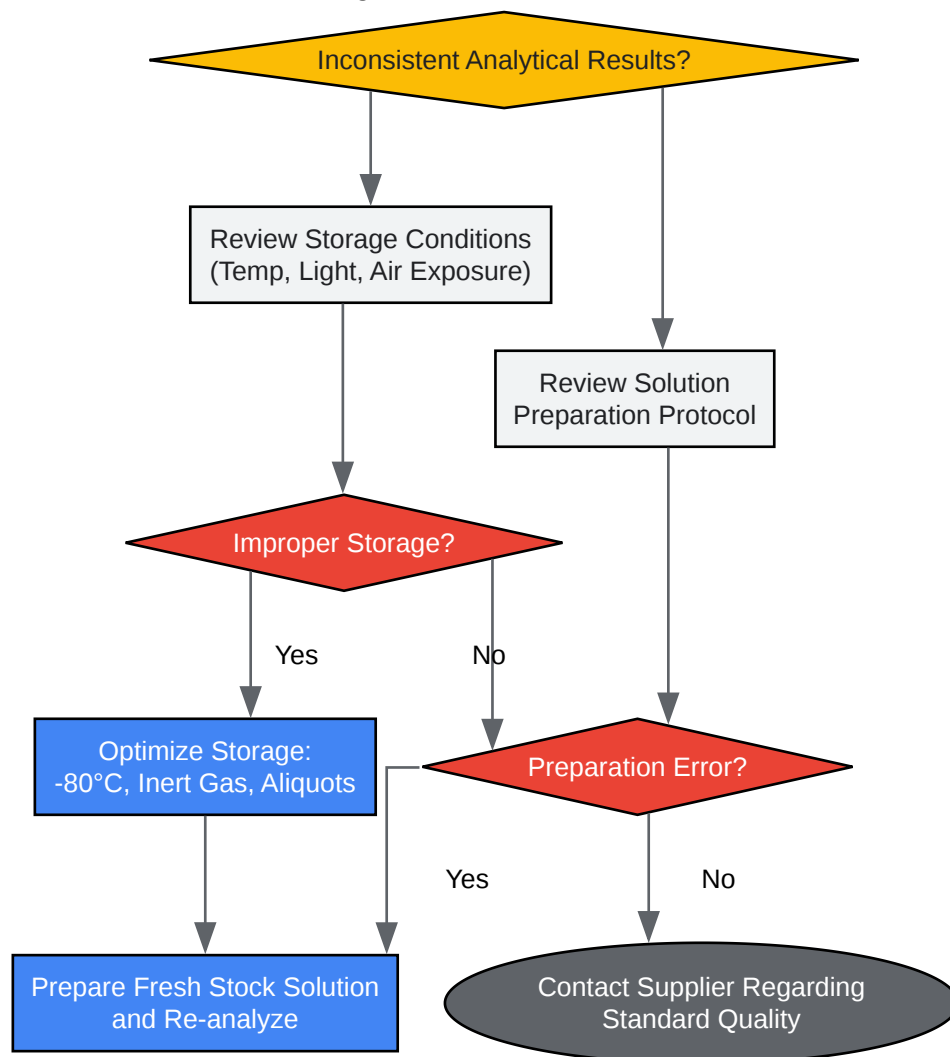 Inconsistent Analytical Results?
Review Storage Conditions
(Temp, Light, Air Exposure)
Review Solution
Preparation Protocol
Improper Storage?
Yes
No
Optimize Storage:
-80°C, Inert Gas, Aliquots
Preparation Error?
Yes
No
Prepare Fresh Stock Solution
and Re-analyze
Contact Supplier Regarding
Standard Quality